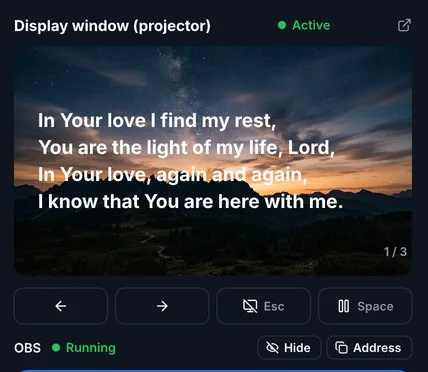 Display window (projector)
Active
In Your love I find my rest,
You are the light of my life, Lord,
In Your love, again and again,
I know that You are here with me.
1 / 3
Esc
Space
OBS
Running
Hide
Address